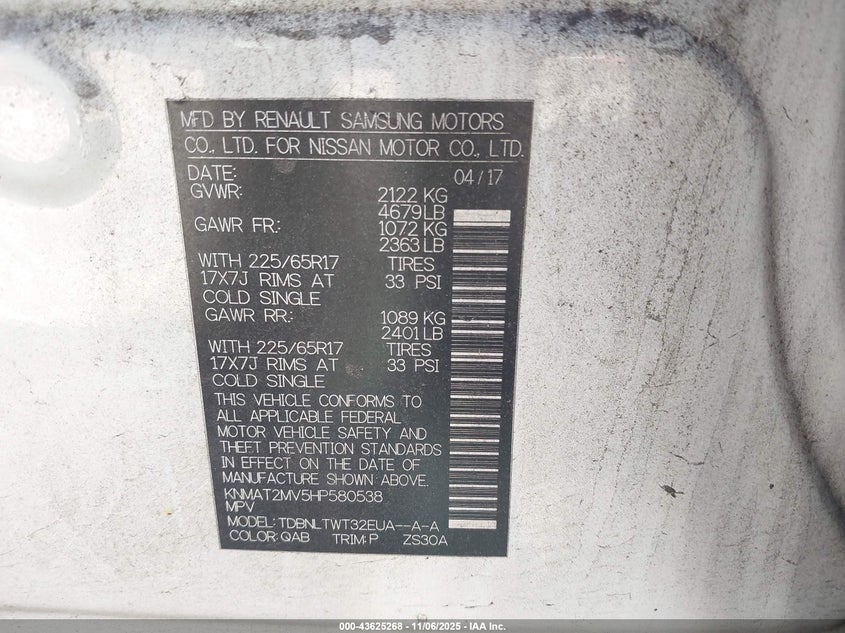 MFD BY RENAULT SAMSUNG MOTORS
CO., LTD. FOR NISSAN MOTOR CO., LTD.
DATE: 04/17
GVWR: 2122 KG
4679 LB
GAWR FR.: 1072 KG
2363 LB
WITH 225/65R17 TIRES
17X7J RIMS AT 33 PSI
COLD SINGLE
GAWR RR.: 1089 KG
2401 LB
WITH 225/65R17 TIRES
17X7J RIMS AT 33 PSI
COLD SINGLE
THIS VEHICLE CONFORMS TO
ALL APPLICABLE FEDERAL
MOTOR VEHICLE SAFETY AND
THEFT PREVENTION STANDARDS
IN EFFECT ON THE DATE OF
MANUFACTURE SHOWN ABOVE.
KNMAT2MV5HP580538
MPV
MODEL: TDBNLTWT32EUA--A-A
COLOR: QAB TRIM: P ZS30A
000-43625268 - 11/06/2025 - IAA Inc.